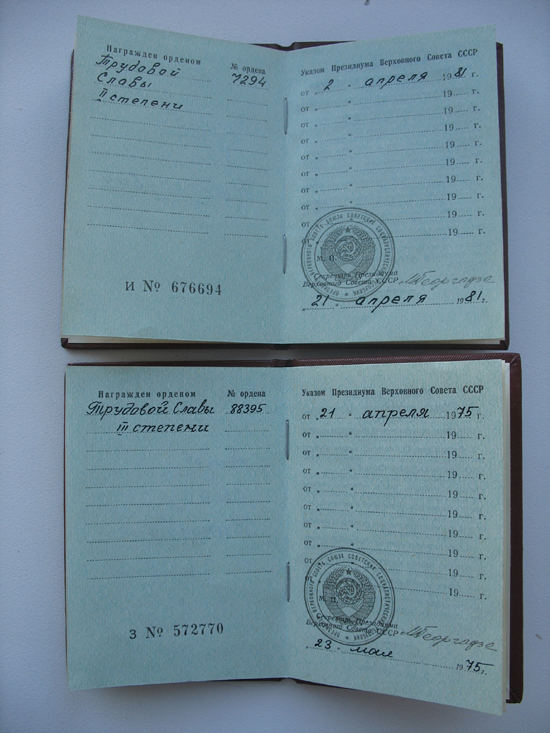 Награжден орденом № ордена
Трудовой 7294
Славы
II степени
И № 676694
Указом Президиума Верховного Совета СССР
от „ 2 " апреля 1981 г.
от „ " 19 г.
от „ " 19 г.
от „ " 19 г.
от „ " 19 г.
от „ " 19 г.
от „ " 19 г.
от „ " 19 г.
от „ " 19 г.
М. П.
Секретарь Президиума
Верховного Совета СССР
21 апреля 1981 г.
Награжден орденом № ордена
Трудовой Славы 88395
III степени
З № 572770
Указом Президиума Верховного Совета СССР
от „ 21 " апреля 1975 г.
от „ " 19 г.
от „ " 19 г.
от „ " 19 г.
от „ " 19 г.
от „ " 19 г.
от „ " 19 г.
от „ " 19 г.
от „ " 19 г.
М. П.
Секретарь Президиума
Верховного Совета СССР
23 мая 1975 г.